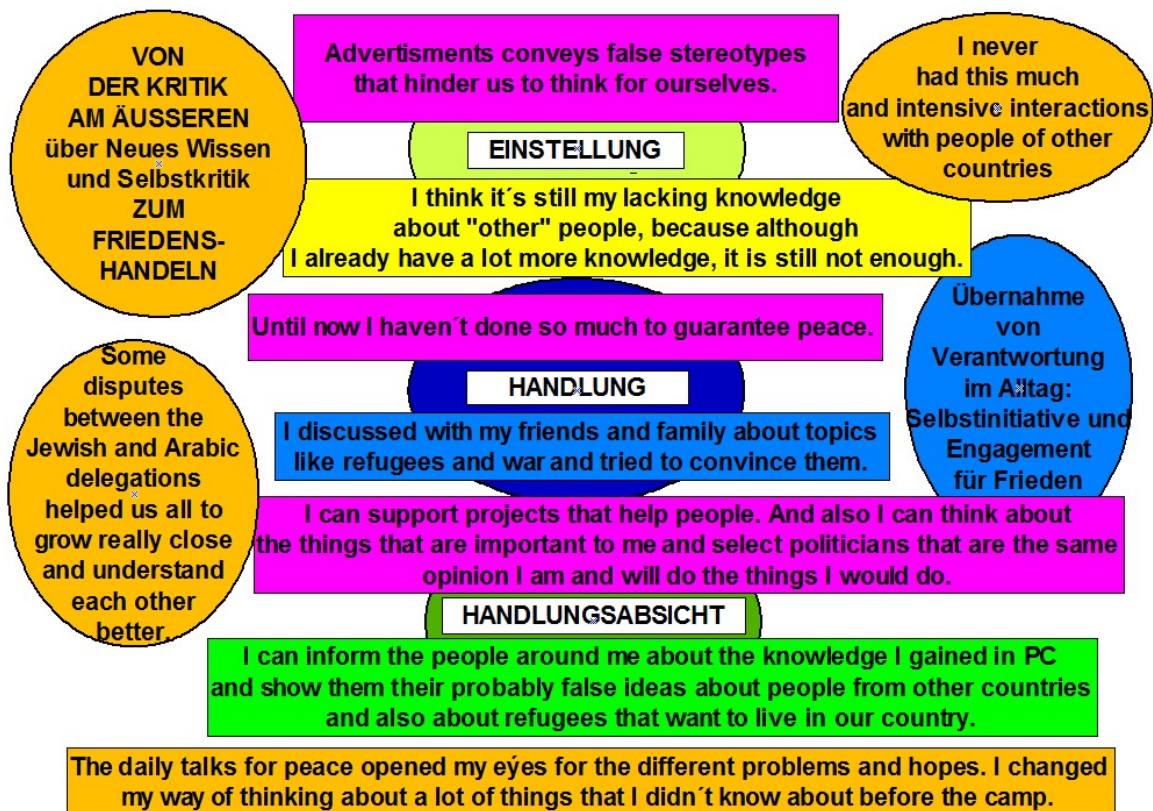 VON
DER KRITIK
AM ÄUSSEREN
über Neues Wissen
und Selbstkritik
ZUM
FRIEDENS-
HANDELN
Advertisments conveys false stereotypes
that hinder us to think for ourselves.
I never
had this much
and intensive interactions
with people of other
countries
EINSTELLUNG
I think it´s still my lacking knowledge
about "other" people, because although
I already have a lot more knowledge, it is still not enough.
Until now I haven´t done so much to guarantee peace.
Übernahme
von
Verantwortung
im Alltag:
Selbstinitiative und
Engagement
für Frieden
Some
disputes
between the
Jewish and Arabic
delegations
helped us all to
grow really close
and understand
each other
better.
HANDLUNG
I discussed with my friends and family about topics
like refugees and war and tried to convince them.
I can support projects that help people. And also I can think about
the things that are important to me and select politicians that are the same
opinion I am and will do the things I would do.
HANDLUNGSABSICHT
I can inform the people around me about the knowledge I gained in PC
and show them their probably false ideas about people from other countries
and also about refugees that want to live in our country.
The daily talks for peace opened my eýes for the different problems and hopes. I changed
my way of thinking about a lot of things that I didn´t know about before the camp.